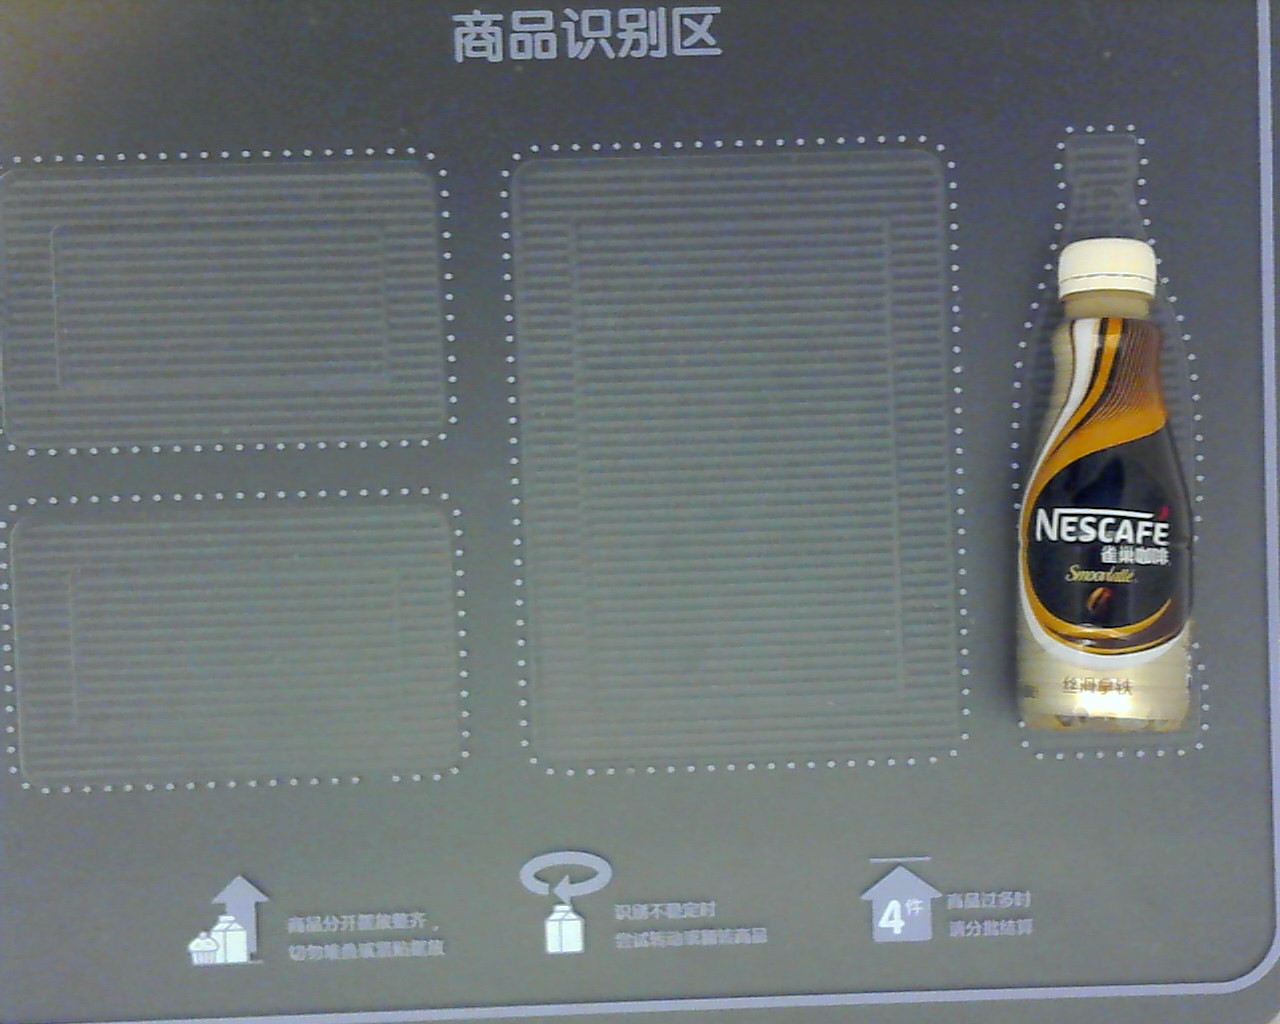 商品识别区
NESCAFÉ
雀巢咖啡
Smoovlatte
丝滑拿铁
商品分开摆放整齐，
切勿堆叠或紧贴摆放
识别不稳定时
尝试转动或翻转商品
4件
商品过多时
请分批结算